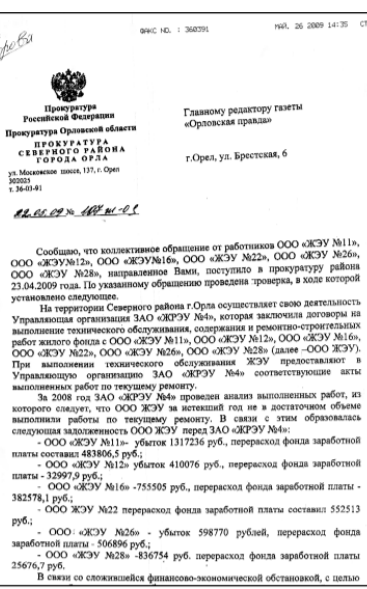 ФАКС NO. : 360391
МАЙ. 26 2009 14:35 СТ
Прокуратура
Российской Федерации
Прокуратура Орловской области
ПРОКУРАТУРА
СЕВЕРНОГО РАЙОНА
ГОРОДА ОРЛА
ул. Московское шоссе, 137, г. Орел
302025
т. 36-03-91
22.05.09 №
Главному редактору газеты
«Орловская правда»
г.Орел, ул. Брестская, 6
Сообщаю, что коллективное обращение от работников ООО «ЖЭУ №11»,
ООО «ЖЭУ№12», ООО «ЖЭУ№16», ООО «ЖЭУ №22», ООО «ЖЭУ №26»,
ООО «ЖЭУ №28», направленное Вами, поступило в прокуратуру района
23.04.2009 года. По указанному обращению проведена проверка, в ходе которой
установлено следующее.
На территории Северного района г.Орла осуществляет свою деятельность
Управляющая организация ЗАО «ЖРЭУ №4», которая заключила договоры на
выполнение технического обслуживания, содержания и ремонтно-строительных
работ жилого фонда с ООО «ЖЭУ №11», ООО «ЖЭУ №12», ООО «ЖЭУ №16»,
ООО «ЖЭУ №22», ООО «ЖЭУ №26», ООО «ЖЭУ №28» (далее –ООО ЖЭУ).
При выполнении технического обслуживания ЖЭУ предоставляют в
Управляющую организацию ЗАО «ЖРЭУ №4» соответствующие акты
выполненных работ по текущему ремонту.
За 2008 год ЗАО «ЖРЭУ №4» проведен анализ выполненных работ, из
которого следует, что ООО ЖЭУ за истекший год не в достаточном объеме
выполнили работы по текущему ремонту. В связи с этим образовалась
следующая задолженность ООО ЖЭУ перед ЗАО «ЖРЭУ №4»:
- ООО «ЖЭУ №11»- убыток 1317236 руб., перерасход фонда заработной
платы составил 483806,5 руб.;
- ООО «ЖЭУ №12» убыток 410076 руб., перерасход фонда заработной
платы - 32997,9 руб.;
- ООО «ЖЭУ №16» -755505 руб., перерасход фонда заработной платы -
382578,1 руб.;
- ООО ЖЭУ №22 перерасход фонда заработной платы составил 552513
руб.;
- ООО «ЖЭУ №26» - убыток 598770 рублей, перерасход фонда
заработной платы - 506896 руб.;
- ООО «ЖЭУ №28» -836754 руб. перерасход фонда заработной платы
25676,7 руб.
В связи со сложившейся финансово-экономической обстановкой, с целью